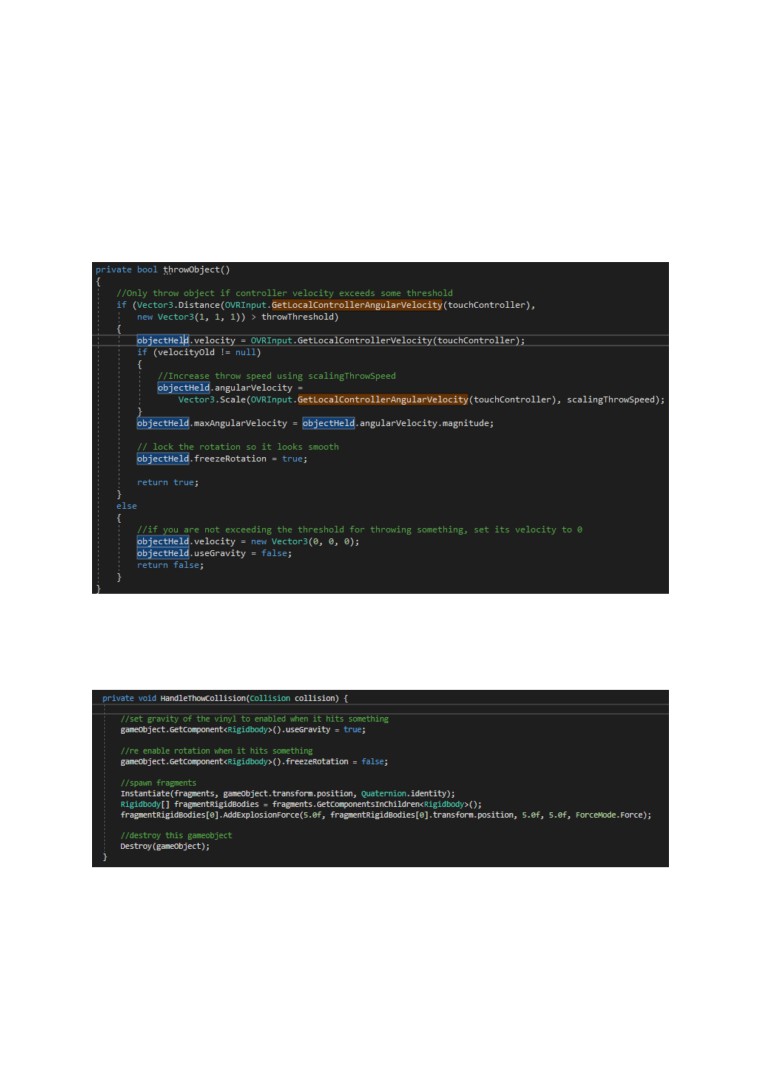 private bool throwObject()
{
//Only throw object if controller velocity exceeds some threshold
if (Vector3.Distance(OVRInput.GetLocalControllerAngularVelocity(touchController),
new Vector3(1, 1, 1)) > throwThreshold)
{
objectHeld.velocity = OVRInput.GetLocalControllerVelocity(touchController);
if (velocityOld != null)
{
//Increase throw speed using scalingThrowSpeed
objectHeld.angularVelocity =
Vector3.Scale(OVRInput.GetLocalControllerAngularVelocity(touchController), scalingThrowSpeed);
}
objectHeld.maxAngularVelocity = objectHeld.angularVelocity.magnitude;
// lock the rotation so it looks smooth
objectHeld.freezeRotation = true;
return true;
}
else
{
//if you are not exceeding the threshold for throwing something, set its velocity to 0
objectHeld.velocity = new Vector3(0, 0, 0);
objectHeld.useGravity = false;
return false;
}
}
private void HandleThowCollision(Collision collision) {
//set gravity of the vinyl to enabled when it hits something
gameObject.GetComponent<Rigidbody>().useGravity = true;
//re enable rotation when it hits something
gameObject.GetComponent<Rigidbody>().freezeRotation = false;
//spawn fragments
Instantiate(fragments, gameObject.transform.position, Quaternion.identity);
Rigidbody[] fragmentRigidBodies = fragments.GetComponentsInChildren<Rigidbody>();
fragmentRigidBodies[0].AddExplosionForce(5.0f, fragmentRigidBodies[0].transform.position, 5.0f, 5.0f, ForceMode.Force);
//destroy this gameobject
Destroy(gameObject);
}